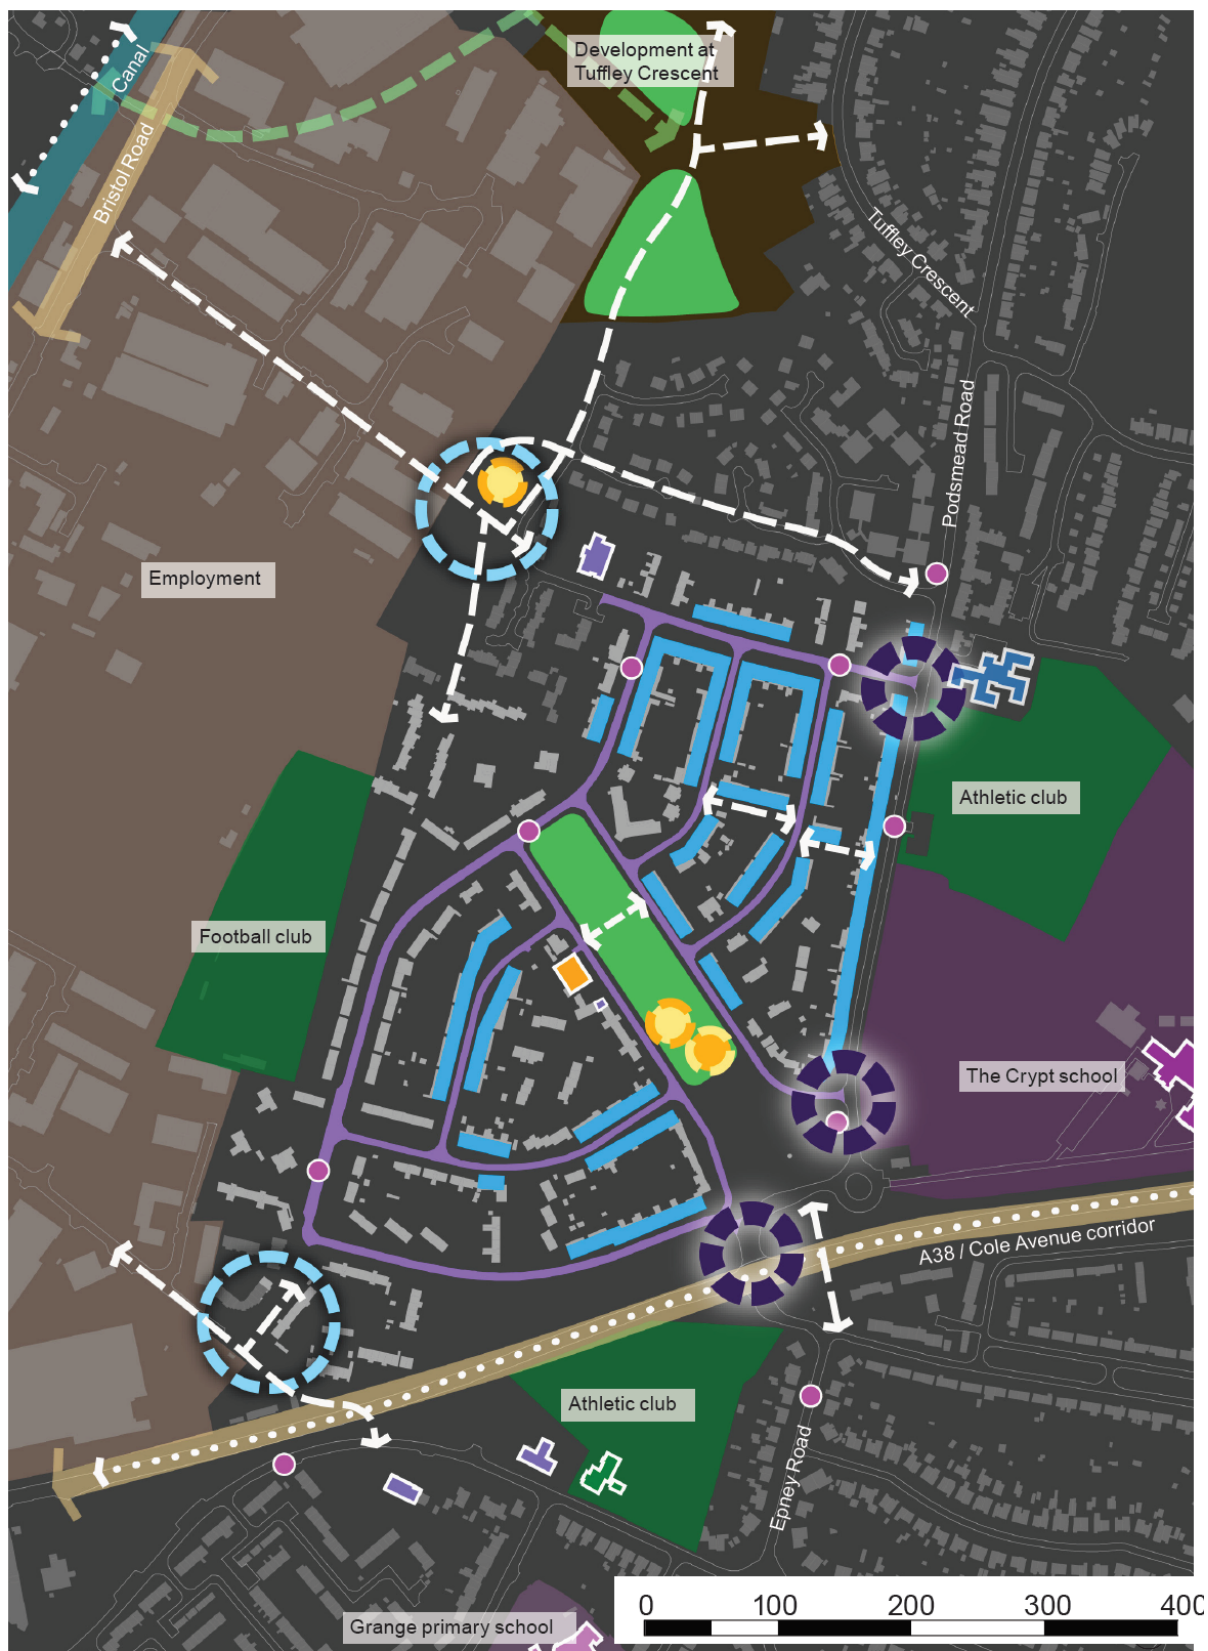 Development at
Tuffley Crescent
Canal
Bristol Road
Tuffley Crescent
Podsmead Road
Employment
Athletic club
Football club
The Crypt school
A38 / Cole Avenue corridor
Athletic club
Epney Road
Grange primary school
0 100 200 300 400